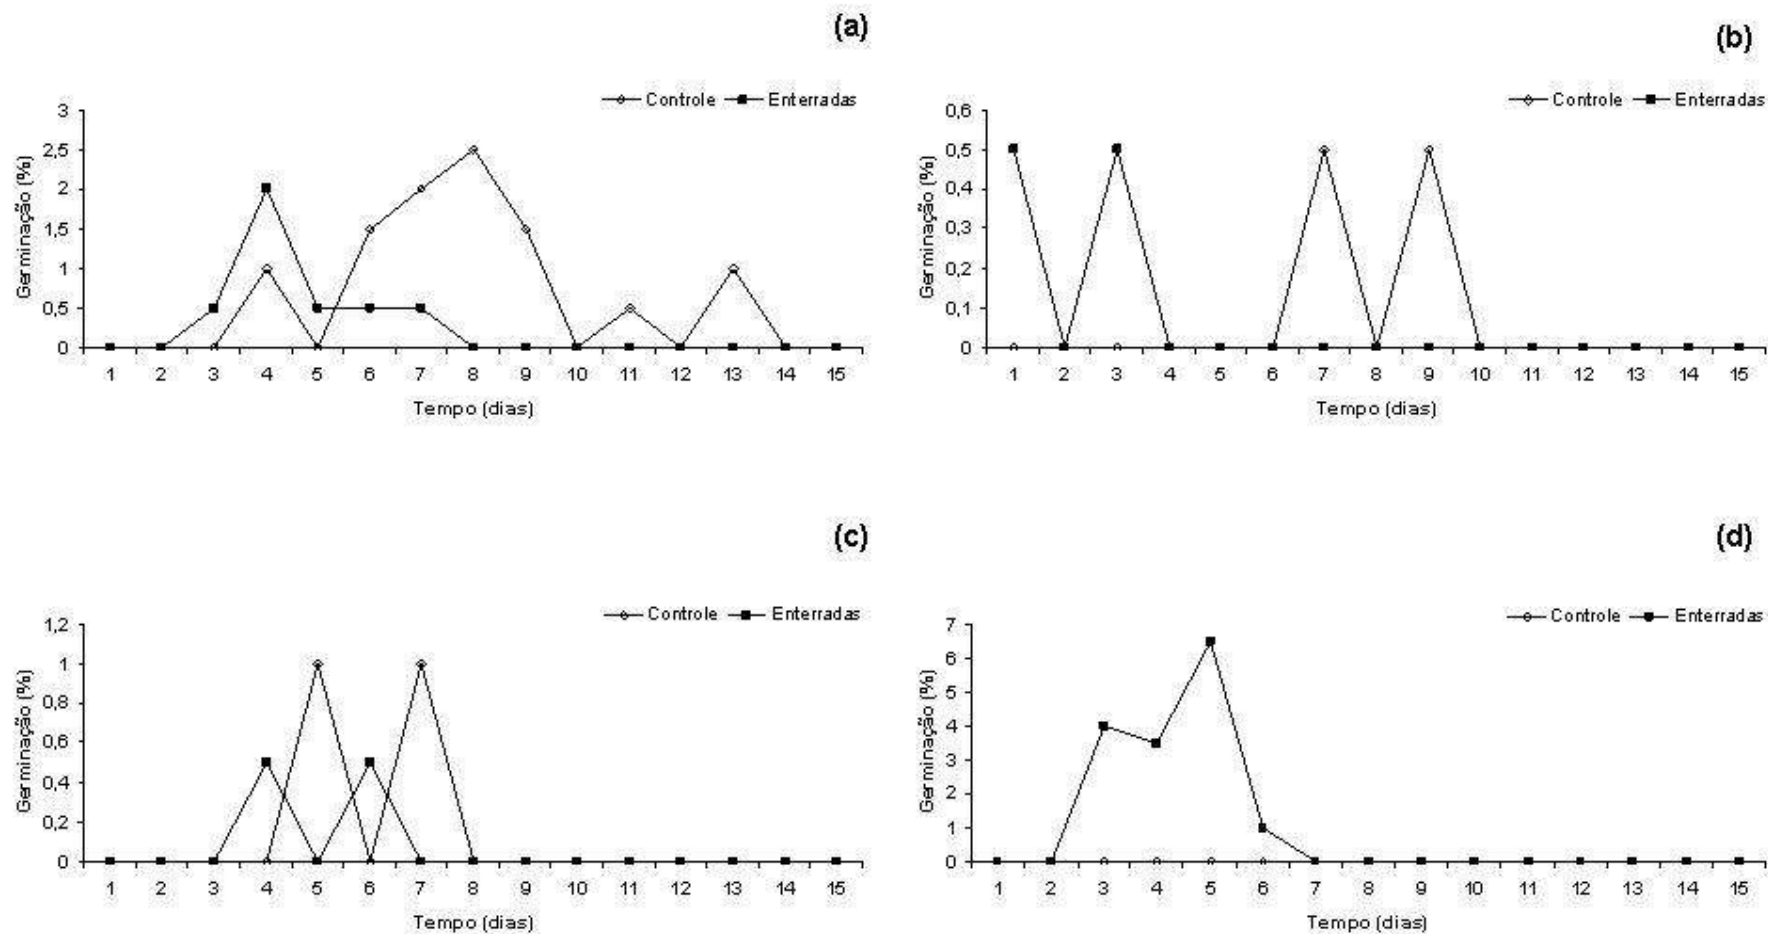 (a)
Controle Enterradas
3
2,5
2
1,5
1
0,5
0
Germinação (%)
1 2 3 4 5 6 7 8 9 10 11 12 13 14 15
Tempo (dias)
(b)
Controle Enterradas
0,6
0,5
0,4
0,3
0,2
0,1
0
Germinação (%)
1 2 3 4 5 6 7 8 9 10 11 12 13 14 15
Tempo (dias)
(c)
Controle Enterradas
1,2
1
0,8
0,6
0,4
0,2
0
Germinação (%)
1 2 3 4 5 6 7 8 9 10 11 12 13 14 15
Tempo (dias)
(d)
Controle Enterradas
7
6
5
4
3
2
1
0
Germinação (%)
1 2 3 4 5 6 7 8 9 10 11 12 13 14 15
Tempo (dias)